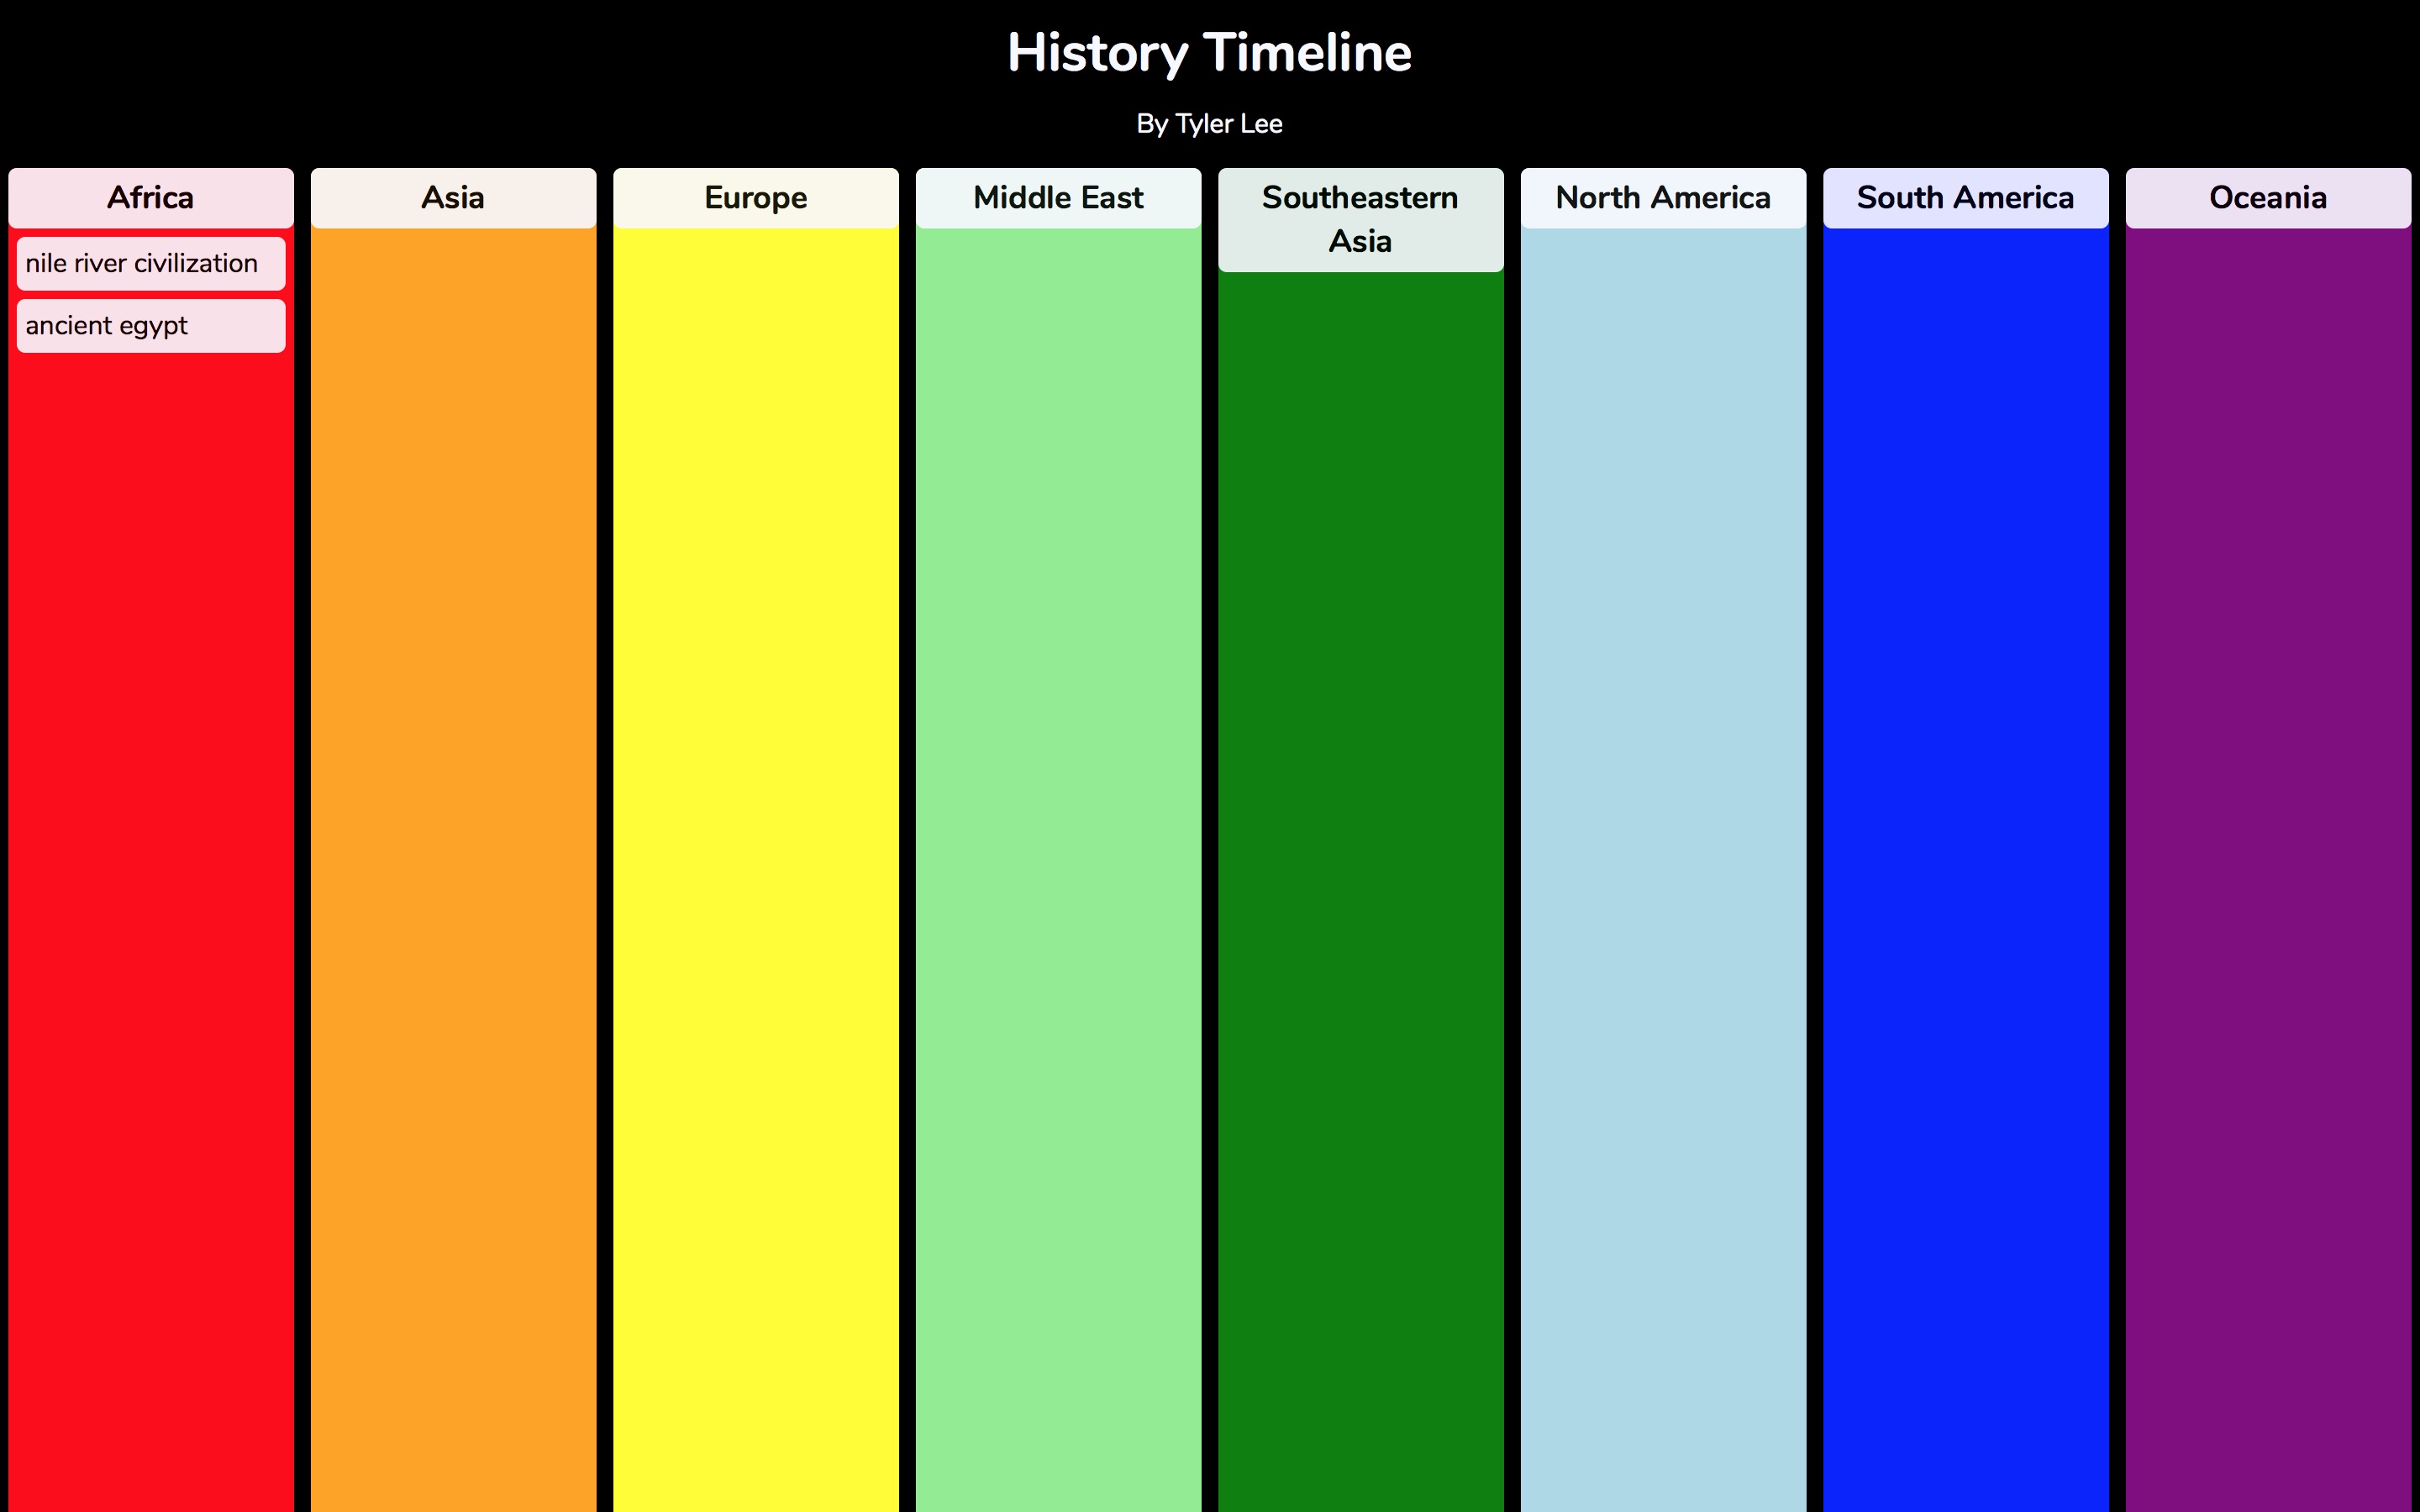 History Timeline
By Tyler Lee
Africa
Asia
Europe
Middle East
Southeastern
Asia
North America
South America
Oceania
nile river civilization
ancient egypt